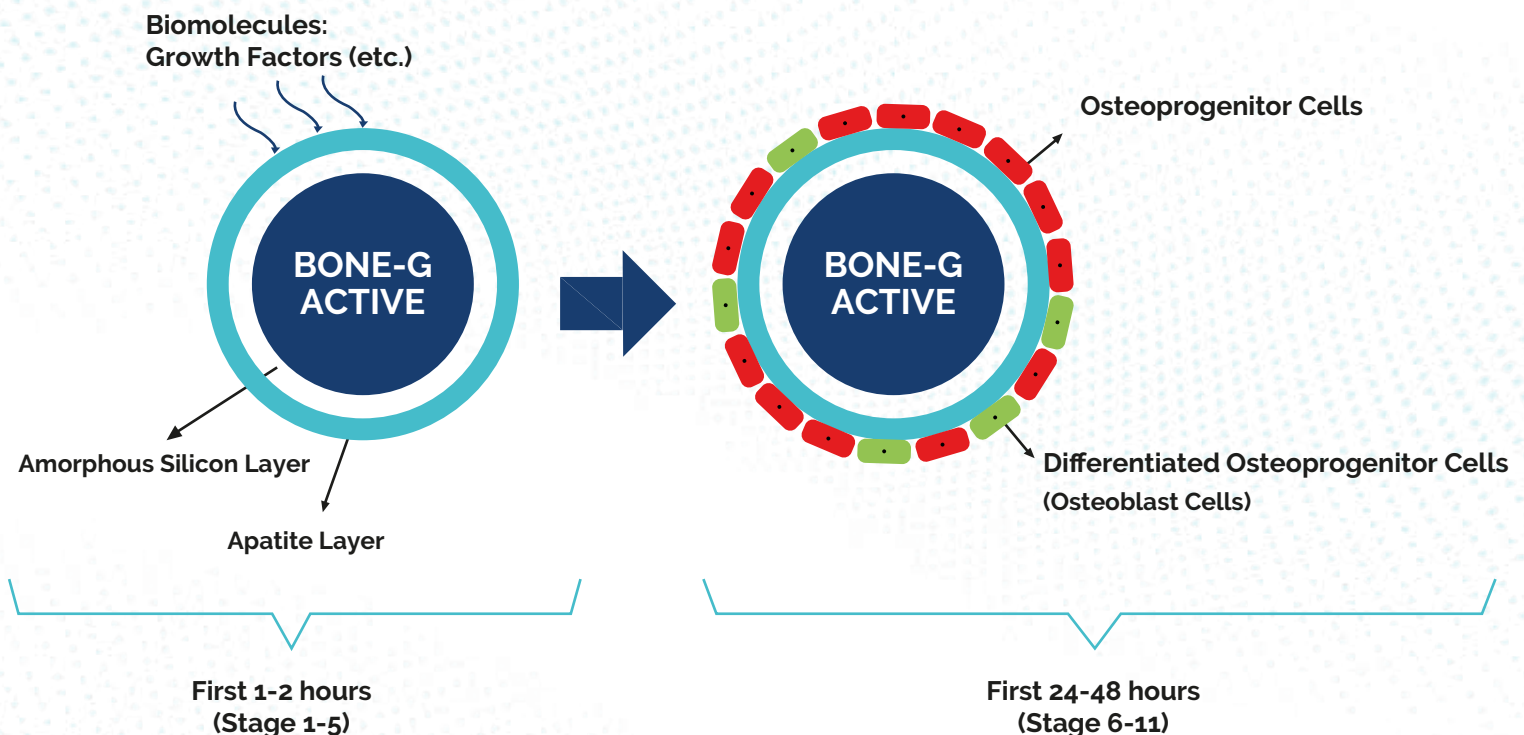 Biomolecules:
Growth Factors (etc.)
BONE-G
ACTIVE
Amorphous Silicon Layer
Apatite Layer
First 1-2 hours
(Stage 1-5)
Osteoprogenitor Cells
BONE-G
ACTIVE
Differentiated Osteoprogenitor Cells
(Osteoblast Cells)
First 24-48 hours
(Stage 6-11)